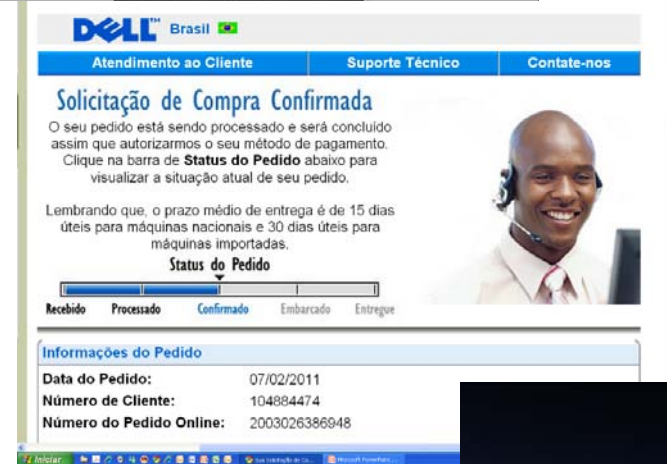 DELL™ Brasil
Atendimento ao Cliente Suporte Técnico Contate-nos
Solicitação de Compra Confirmada
O seu pedido está sendo processado e será concluído
assim que autorizarmos o seu método de pagamento.
Clique na barra de Status do Pedido abaixo para
visualizar a situação atual de seu pedido.
Lembrando que, o prazo médio de entrega é de 15 dias
úteis para máquinas nacionais e 30 dias úteis para
máquinas importadas.
Status do Pedido
Recebido Processado Confirmado Embarcado Entregue
Informações do Pedido
Data do Pedido: 07/02/2011
Número de Cliente: 104884474
Número do Pedido Online: 2003026386948
Iniciar Microsoft PowerPoint...